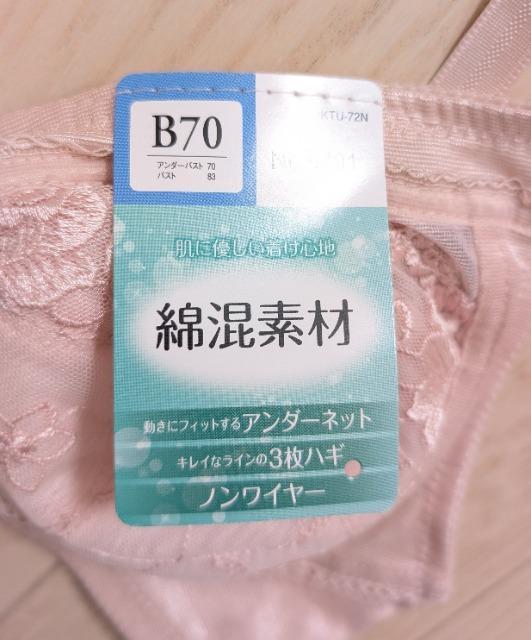 B70
アンダーバスト 70
バスト 83
KTU-72N
肌に優しい着け心地
綿混素材
動きにフィットするアンダーネット
キレイなラインの3枚ハギ
ノンワイヤー